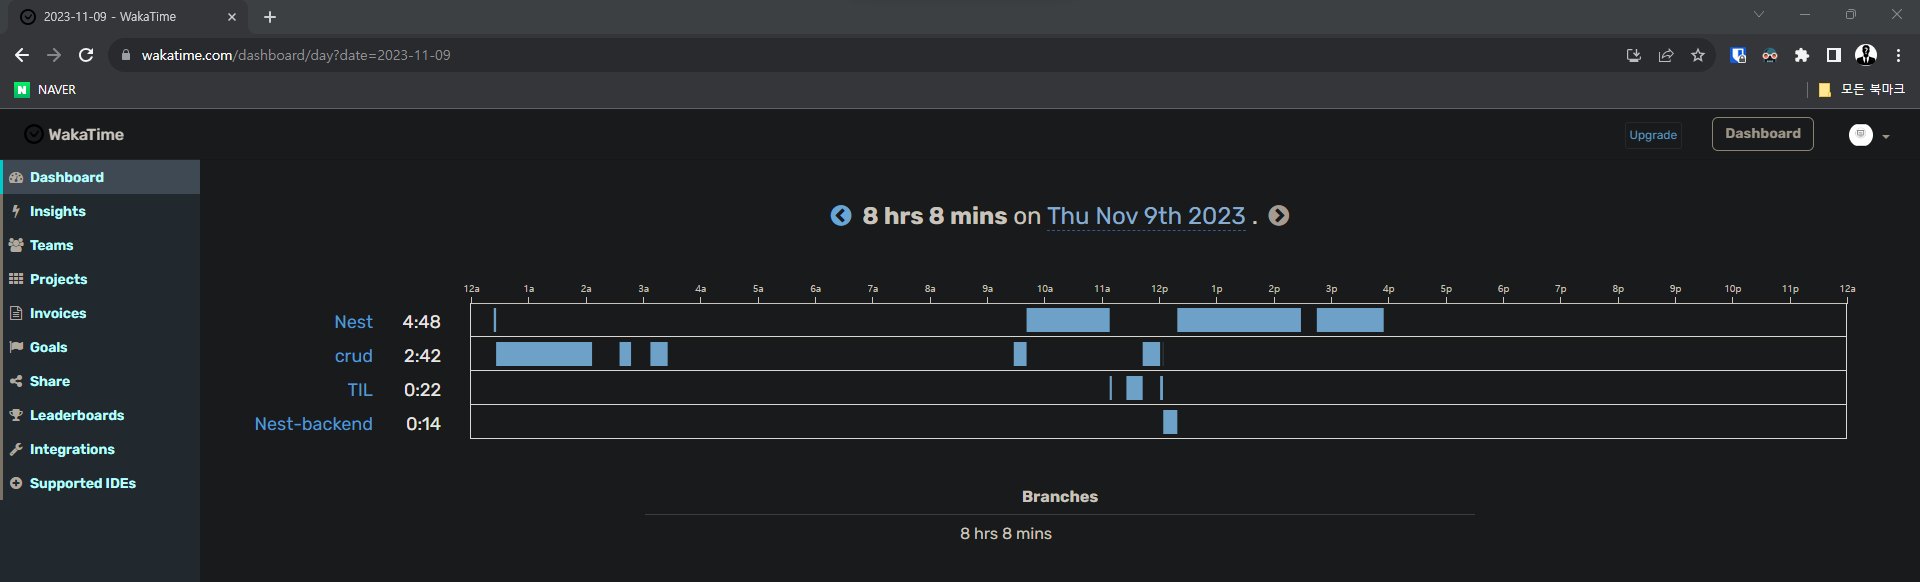 2023-11-09 - WakaTime
wakatime.com/dashboard/day?date=2023-11-09
N NAVER
모든 북마크
WakaTime
Upgrade
Dashboard
Dashboard
Insights
Teams
Projects
Invoices
Goals
Share
Leaderboards
Integrations
Supported IDEs
8 hrs 8 mins on Thu Nov 9th 2023 .
12a 1a 2a 3a 4a 5a 6a 7a 8a 9a 10a 11a 12p 1p 2p 3p 4p 5p 6p 7p 8p 9p 10p 11p 12a
Nest 4:48
crud 2:42
TIL 0:22
Nest-backend 0:14
Branches
8 hrs 8 mins